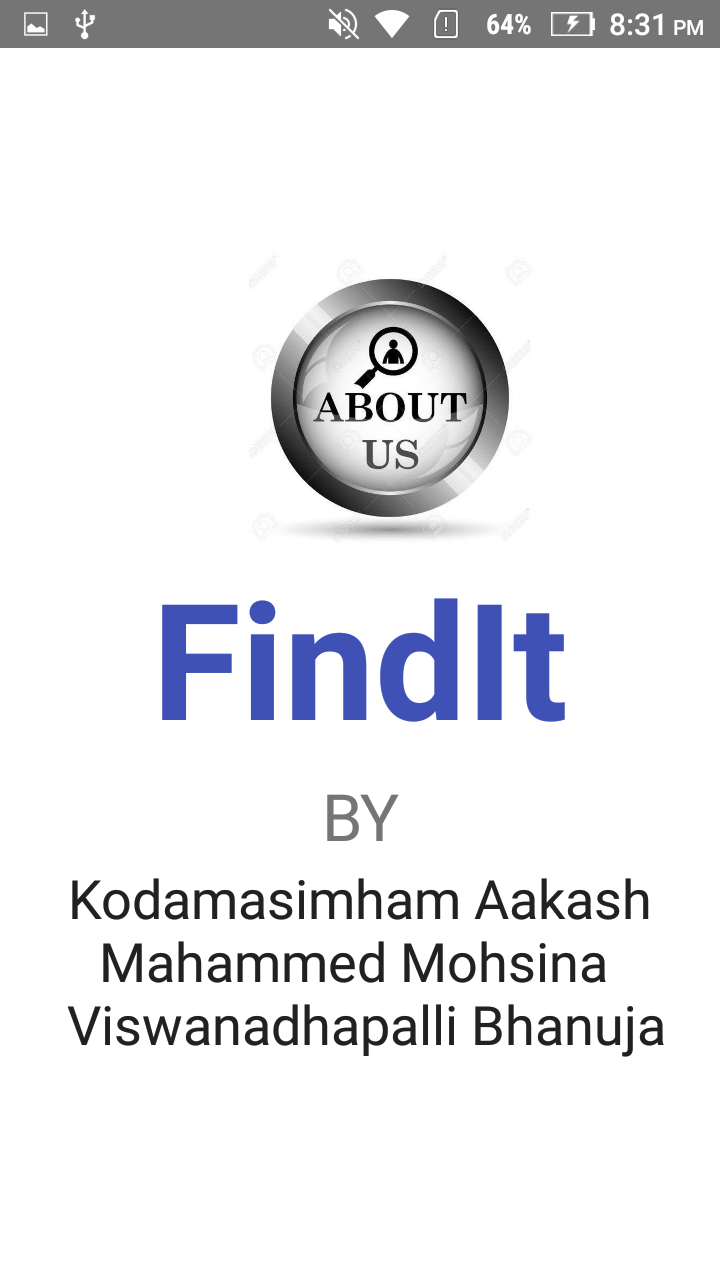 64% 8:31 PM
ABOUT
US
FindIt
BY
Kodamasimham Aakash
Mahammed Mohsina
Viswanadhapalli Bhanuja